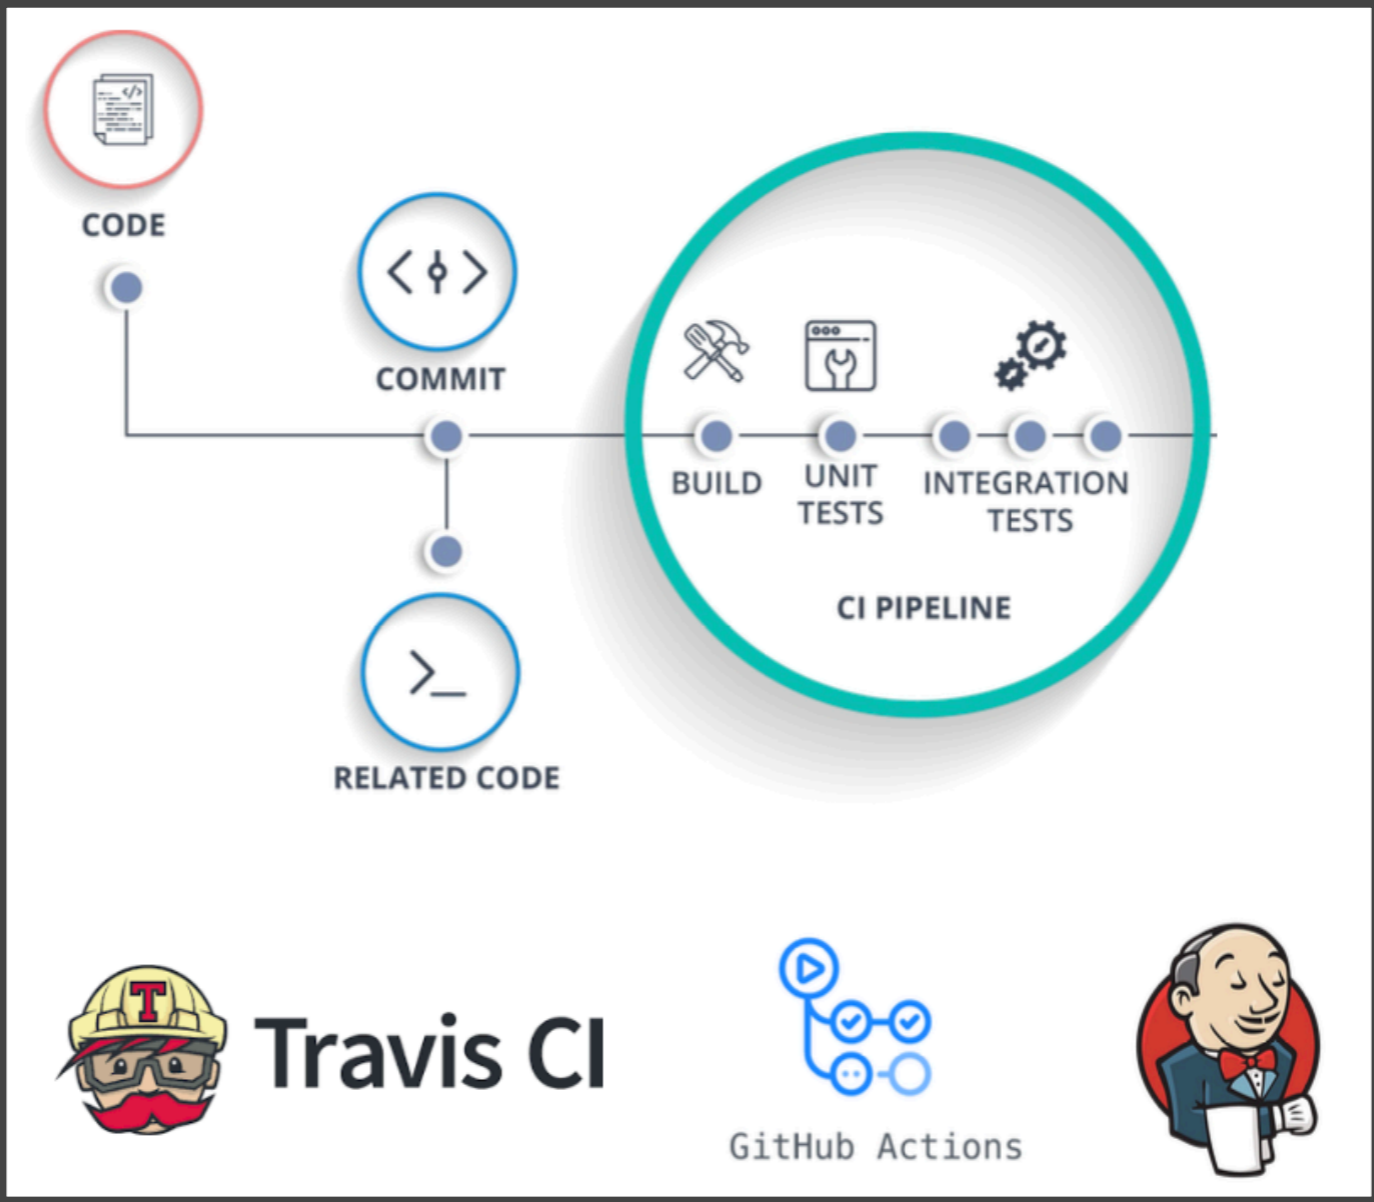 CODE
COMMIT
BUILD
UNIT
TESTS
INTEGRATION
TESTS
CI PIPELINE
RELATED CODE
T
Travis CI
GitHub Actions